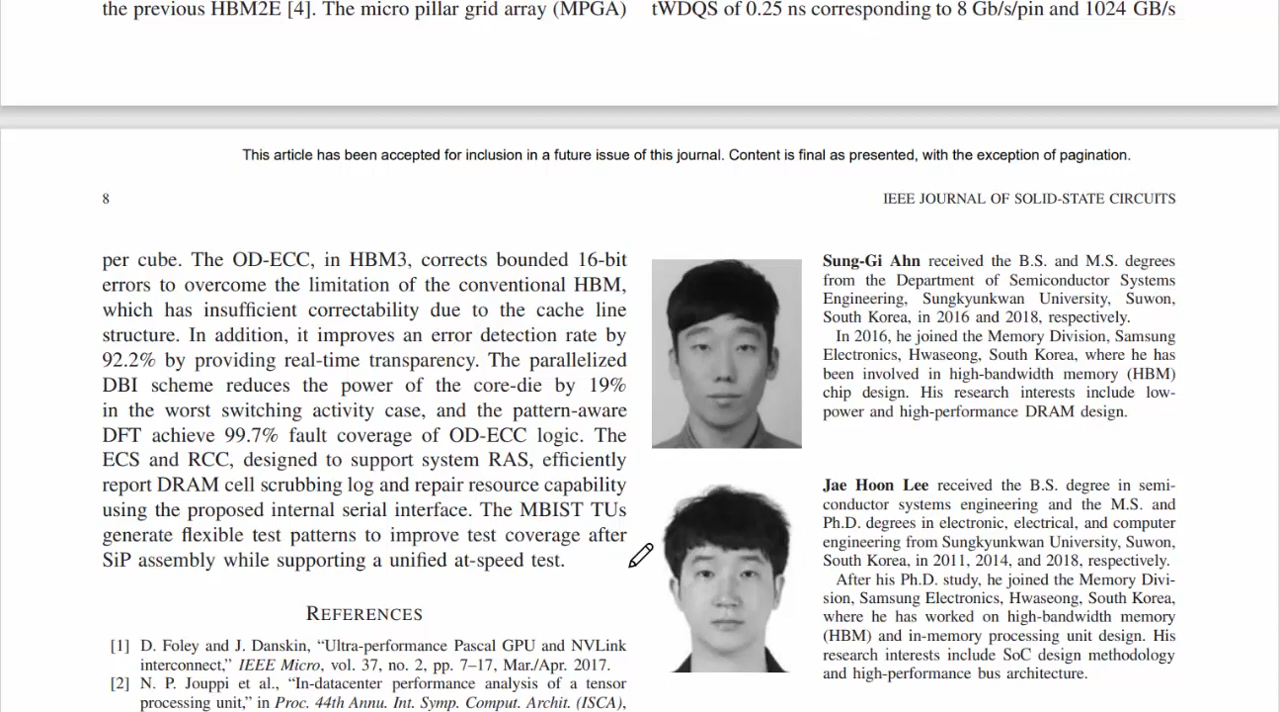 the previous HBM2E [4]. The micro pillar grid array (MPGA)
tWDQS of 0.25 ns corresponding to 8 Gb/s/pin and 1024 GB/s
This article has been accepted for inclusion in a future issue of this journal. Content is final as presented, with the exception of pagination.
8
IEEE JOURNAL OF SOLID-STATE CIRCUITS
per cube. The OD-ECC, in HBM3, corrects bounded 16-bit
errors to overcome the limitation of the conventional HBM,
which has insufficient correctability due to the cache line
structure. In addition, it improves an error detection rate by
92.2% by providing real-time transparency. The parallelized
DBI scheme reduces the power of the core-die by 19%
in the worst switching activity case, and the pattern-aware
DFT achieve 99.7% fault coverage of OD-ECC logic. The
ECS and RCC, designed to support system RAS, efficiently
report DRAM cell scrubbing log and repair resource capability
using the proposed internal serial interface. The MBIST TUs
generate flexible test patterns to improve test coverage after
SiP assembly while supporting a unified at-speed test.
REFERENCES
[1] D. Foley and J. Danskin, “Ultra-performance Pascal GPU and NVLink
interconnect,” IEEE Micro, vol. 37, no. 2, pp. 7–17, Mar./Apr. 2017.
[2] N. P. Jouppi et al., “In-datacenter performance analysis of a tensor
processing unit,” in Proc. 44th Annu. Int. Symp. Comput. Archit. (ISCA),
Sung-Gi Ahn received the B.S. and M.S. degrees
from the Department of Semiconductor Systems
Engineering, Sungkyunkwan University, Suwon,
South Korea, in 2016 and 2018, respectively.
In 2016, he joined the Memory Division, Samsung
Electronics, Hwaseong, South Korea, where he has
been involved in high-bandwidth memory (HBM)
chip design. His research interests include low-
power and high-performance DRAM design.
Jae Hoon Lee received the B.S. degree in semi-
conductor systems engineering and the M.S. and
Ph.D. degrees in electronic, electrical, and computer
engineering from Sungkyunkwan University, Suwon,
South Korea, in 2011, 2014, and 2018, respectively.
After his Ph.D. study, he joined the Memory Divi-
sion, Samsung Electronics, Hwaseong, South Korea,
where he has worked on high-bandwidth memory
(HBM) and in-memory processing unit design. His
research interests include SoC design methodology
and high-performance bus architecture.